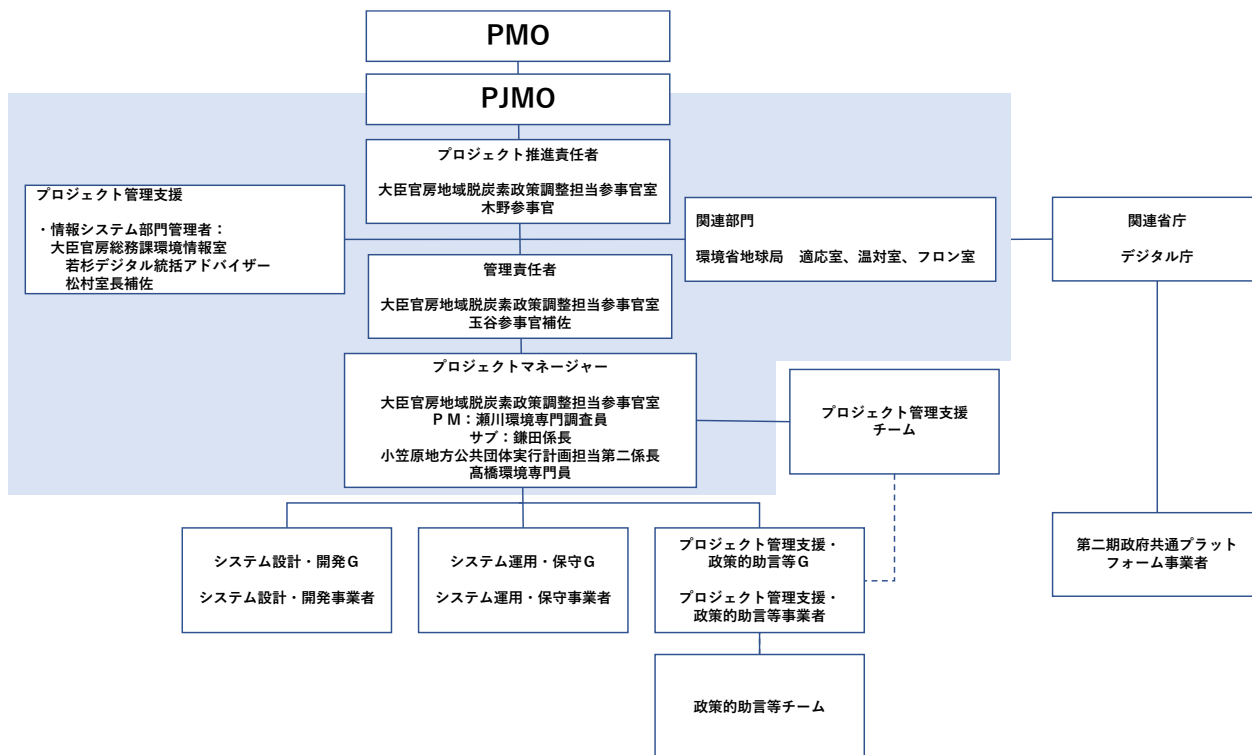 PMO
PJMO
プロジェクト推進責任者
大臣官房地域脱炭素政策調整担当参事官室
木野参事官
プロジェクト管理支援
・情報システム部門管理者：
大臣官房総務課環境情報室
若杉デジタル統括アドバイザー
松村室長補佐
関連部門
環境省地球局　適応室、温対室、フロン室
関連省庁
デジタル庁
管理責任者
大臣官房地域脱炭素政策調整担当参事官室
玉谷参事官補佐
プロジェクトマネージャー
大臣官房地域脱炭素政策調整担当参事官室
ＰＭ：瀬川環境専門調査員
サブ：鎌田係長
小笠原地方公共団体実行計画担当第二係長
髙橋環境専門員
プロジェクト管理支援
チーム
システム設計・開発Ｇ
システム設計・開発事業者
システム運用・保守Ｇ
システム運用・保守事業者
プロジェクト管理支援・
政策的助言等Ｇ
プロジェクト管理支援・
政策的助言等事業者
第二期政府共通プラット
フォーム事業者
政策的助言等チーム